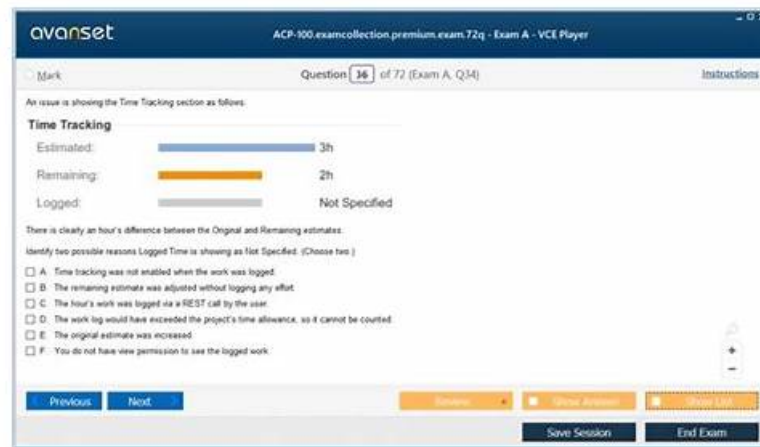 avanset
ACP-100.examcollection.premium.exam.72q - Exam A - VCE Player
Mark
Question 36 of 72 (Exam A, Q34)
Instructions
An issue is showing the Time Tracking section as follows:
Time Tracking
Estimated: 3h
Remaining: 2h
Logged: Not Specified
There is clearly an hour's difference between the Original and Remaining estimates.
Identify two possible reasons Logged Time is showing as Not Specified. (Choose two.)
A Time tracking was not enabled when the work was logged.
B The remaining estimate was adjusted without logging any effort.
C The hour's work was logged via a REST call by the user.
D The work log would have exceeded the project's time allowance, so it cannot be counted.
E The original estimate was increased.
F You do not have view permission to see the logged work.
Previous
Next
Review
Show Answer
Show List
Save Session
End Exam